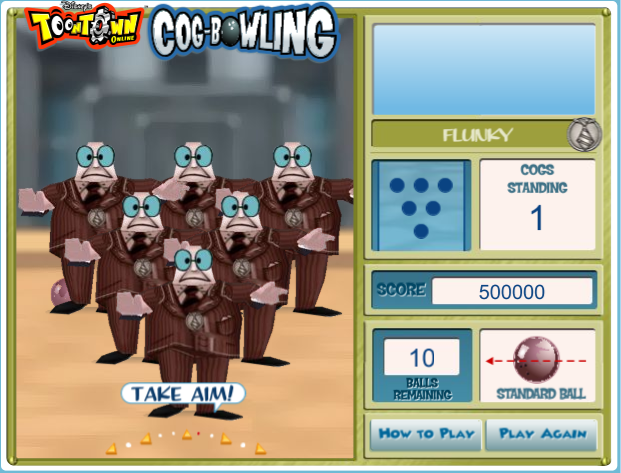 Disney's
TOONTOWN
ONLINE
COG-BOWLING
FLUNKY
COGS
STANDING
1
SCORE 500000
10
BALLS
REMAINING
STANDARD BALL
TAKE AIM!
HOW TO PLAY
PLAY AGAIN